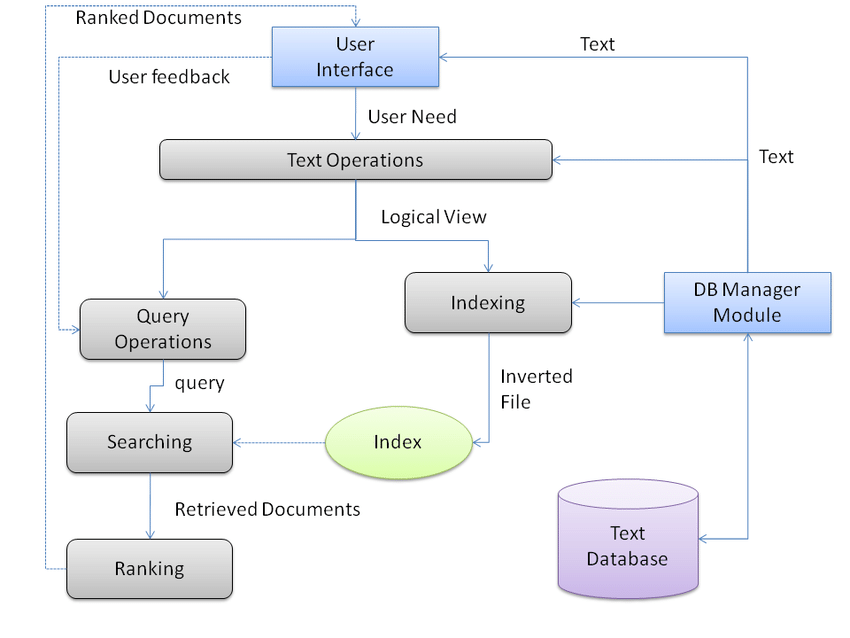 Ranked Documents
User
Interface
Text
User feedback
User Need
Text Operations
Text
Logical View
Indexing
DB Manager
Module
Query
Operations
query
Inverted
File
Searching
Index
Retrieved Documents
Text
Database
Ranking